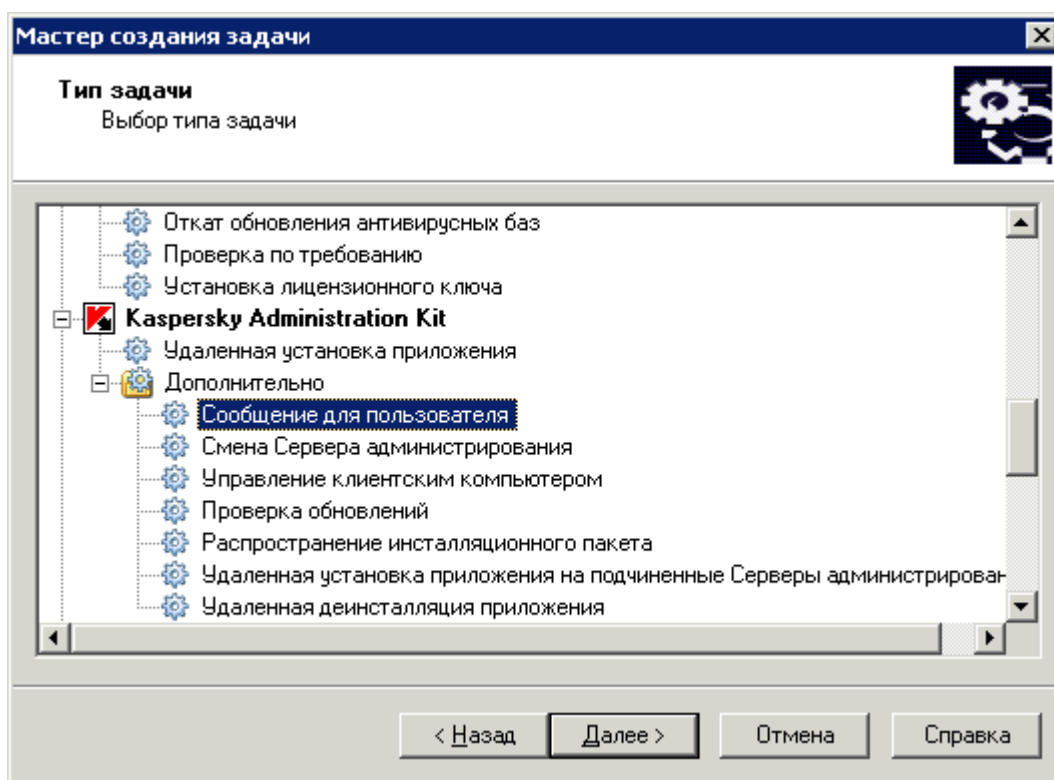 Мастер создания задачи
Тип задачи
Выбор типа задачи
Откат обновления антивирусных баз
Проверка по требованию
Установка лицензионного ключа
Kaspersky Administration Kit
Удаленная установка приложения
Дополнительно
Сообщение для пользователя
Смена Сервера администрирования
Управление клиентским компьютером
Проверка обновлений
Распространение инсталляционного пакета
Удаленная установка приложения на подчиненные Серверы администрирован
Удаленная деинсталляция приложения
< Назад Далее > Отмена Справка